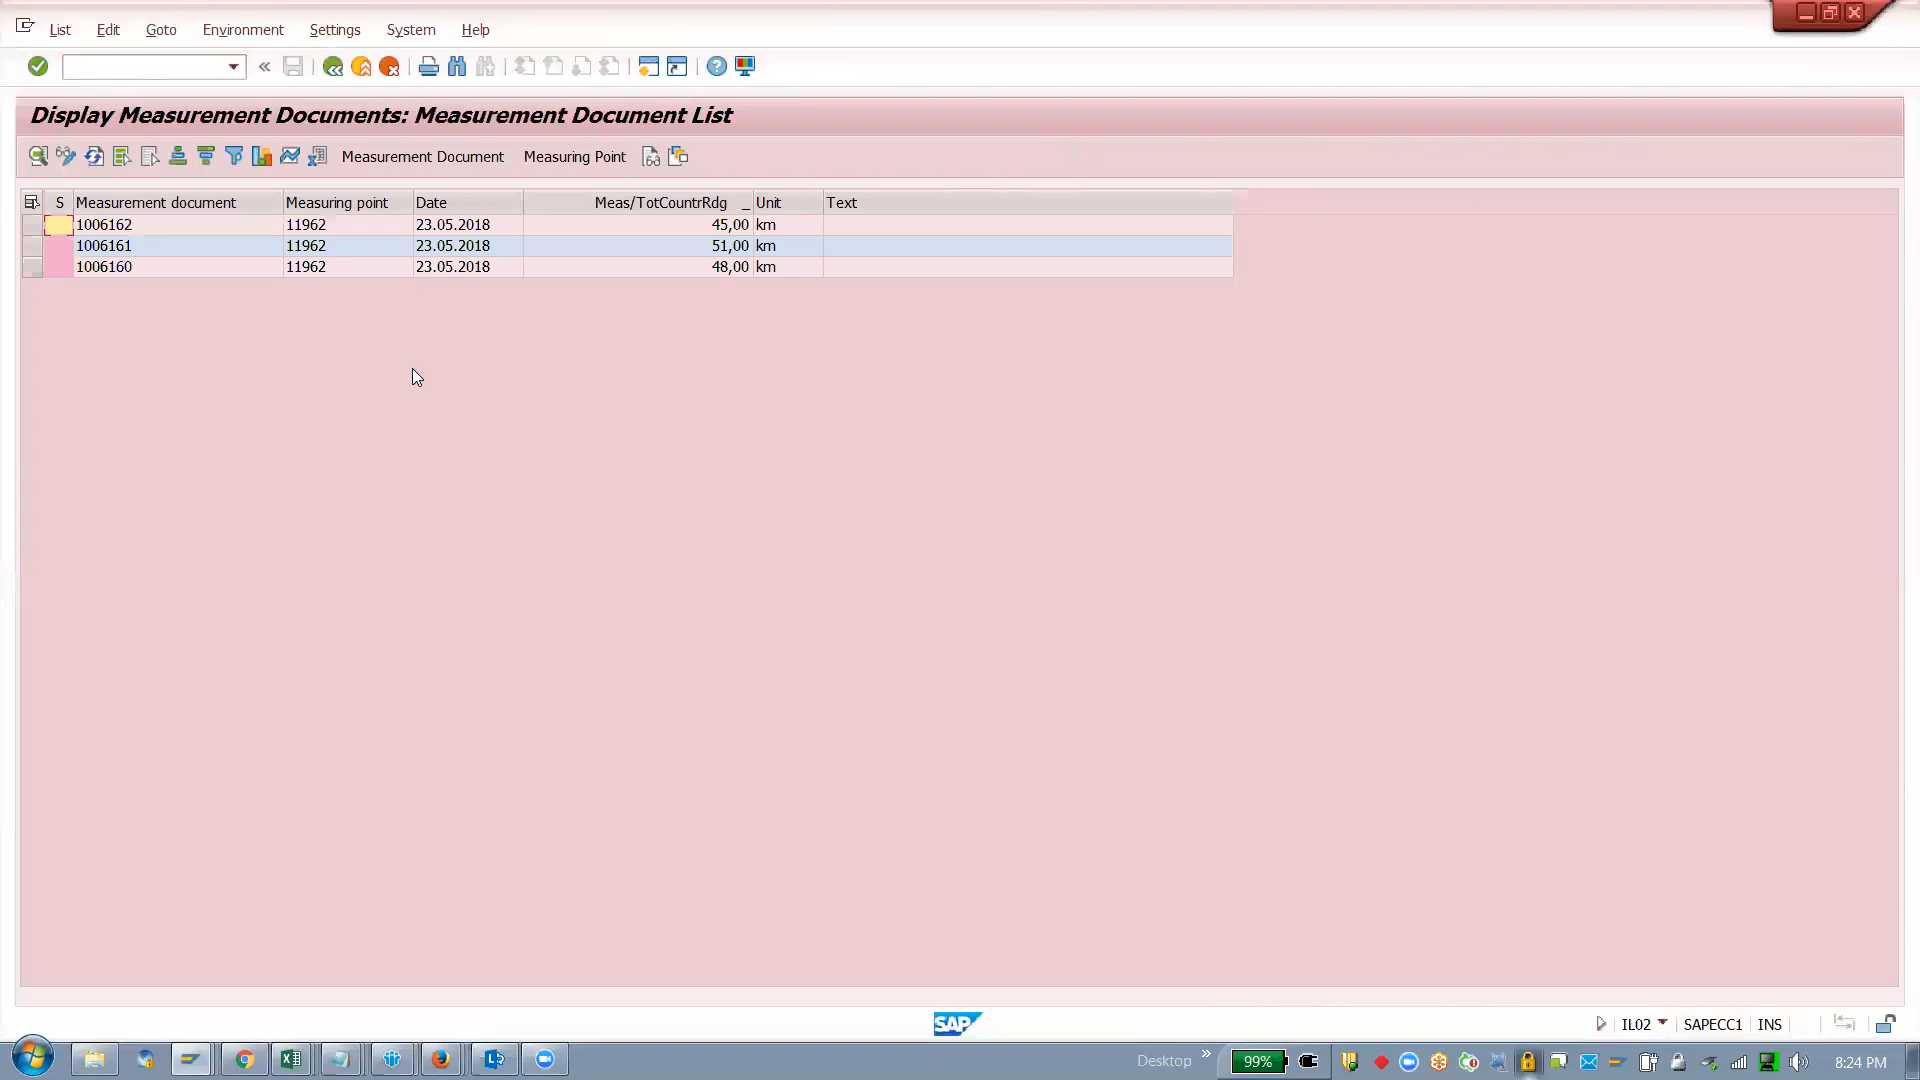 List Edit Goto Environment Settings System Help
Display Measurement Documents: Measurement Document List
Measurement Document Measuring Point
S Measurement document Measuring point Date Meas/TotCountrRdg _ Unit Text
1006162 11962 23.05.2018 45,00 km
1006161 11962 23.05.2018 51,00 km
1006160 11962 23.05.2018 48,00 km
SAP
IL02 SAPECC1 INS
Desktop » 99% 8:24 PM